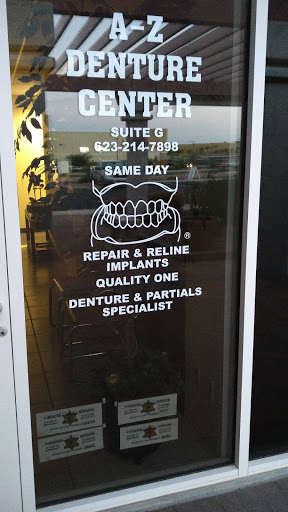 A-Z
DENTURE
CENTER
SUITE G
623-214-7898
SAME DAY
®
REPAIR & RELINE
IMPLANTS
QUALITY ONE
DENTURE & PARTIALS
SPECIALIST